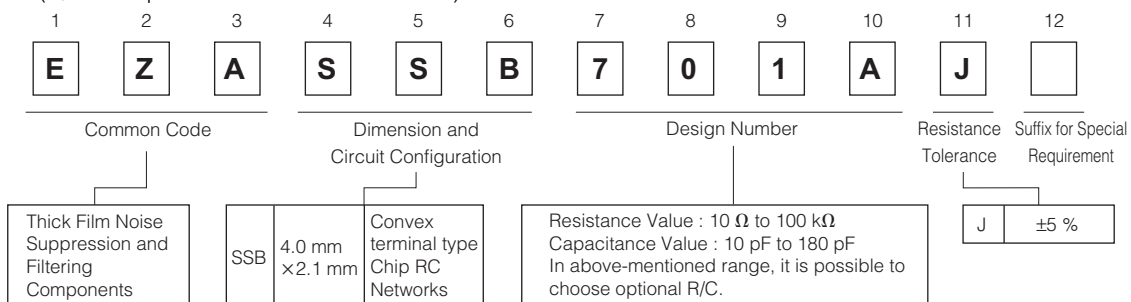 1 2 3 4 5 6 7 8 9 10 11 12
E Z A S S B 7 0 1 A J
Common Code
Dimension and
Circuit Configuration
Design Number
Resistance
Tolerance
Suffix for Special
Requirement
Thick Film Noise
Suppression and
Filtering
Components
SSB
4.0 mm
×2.1 mm
Convex
terminal type
Chip RC
Networks
Resistance Value : 10 Ω to 100 kΩ
Capacitance Value : 10 pF to 180 pF
In above-mentioned range, it is possible to
choose optional R/C.
J ±5 %